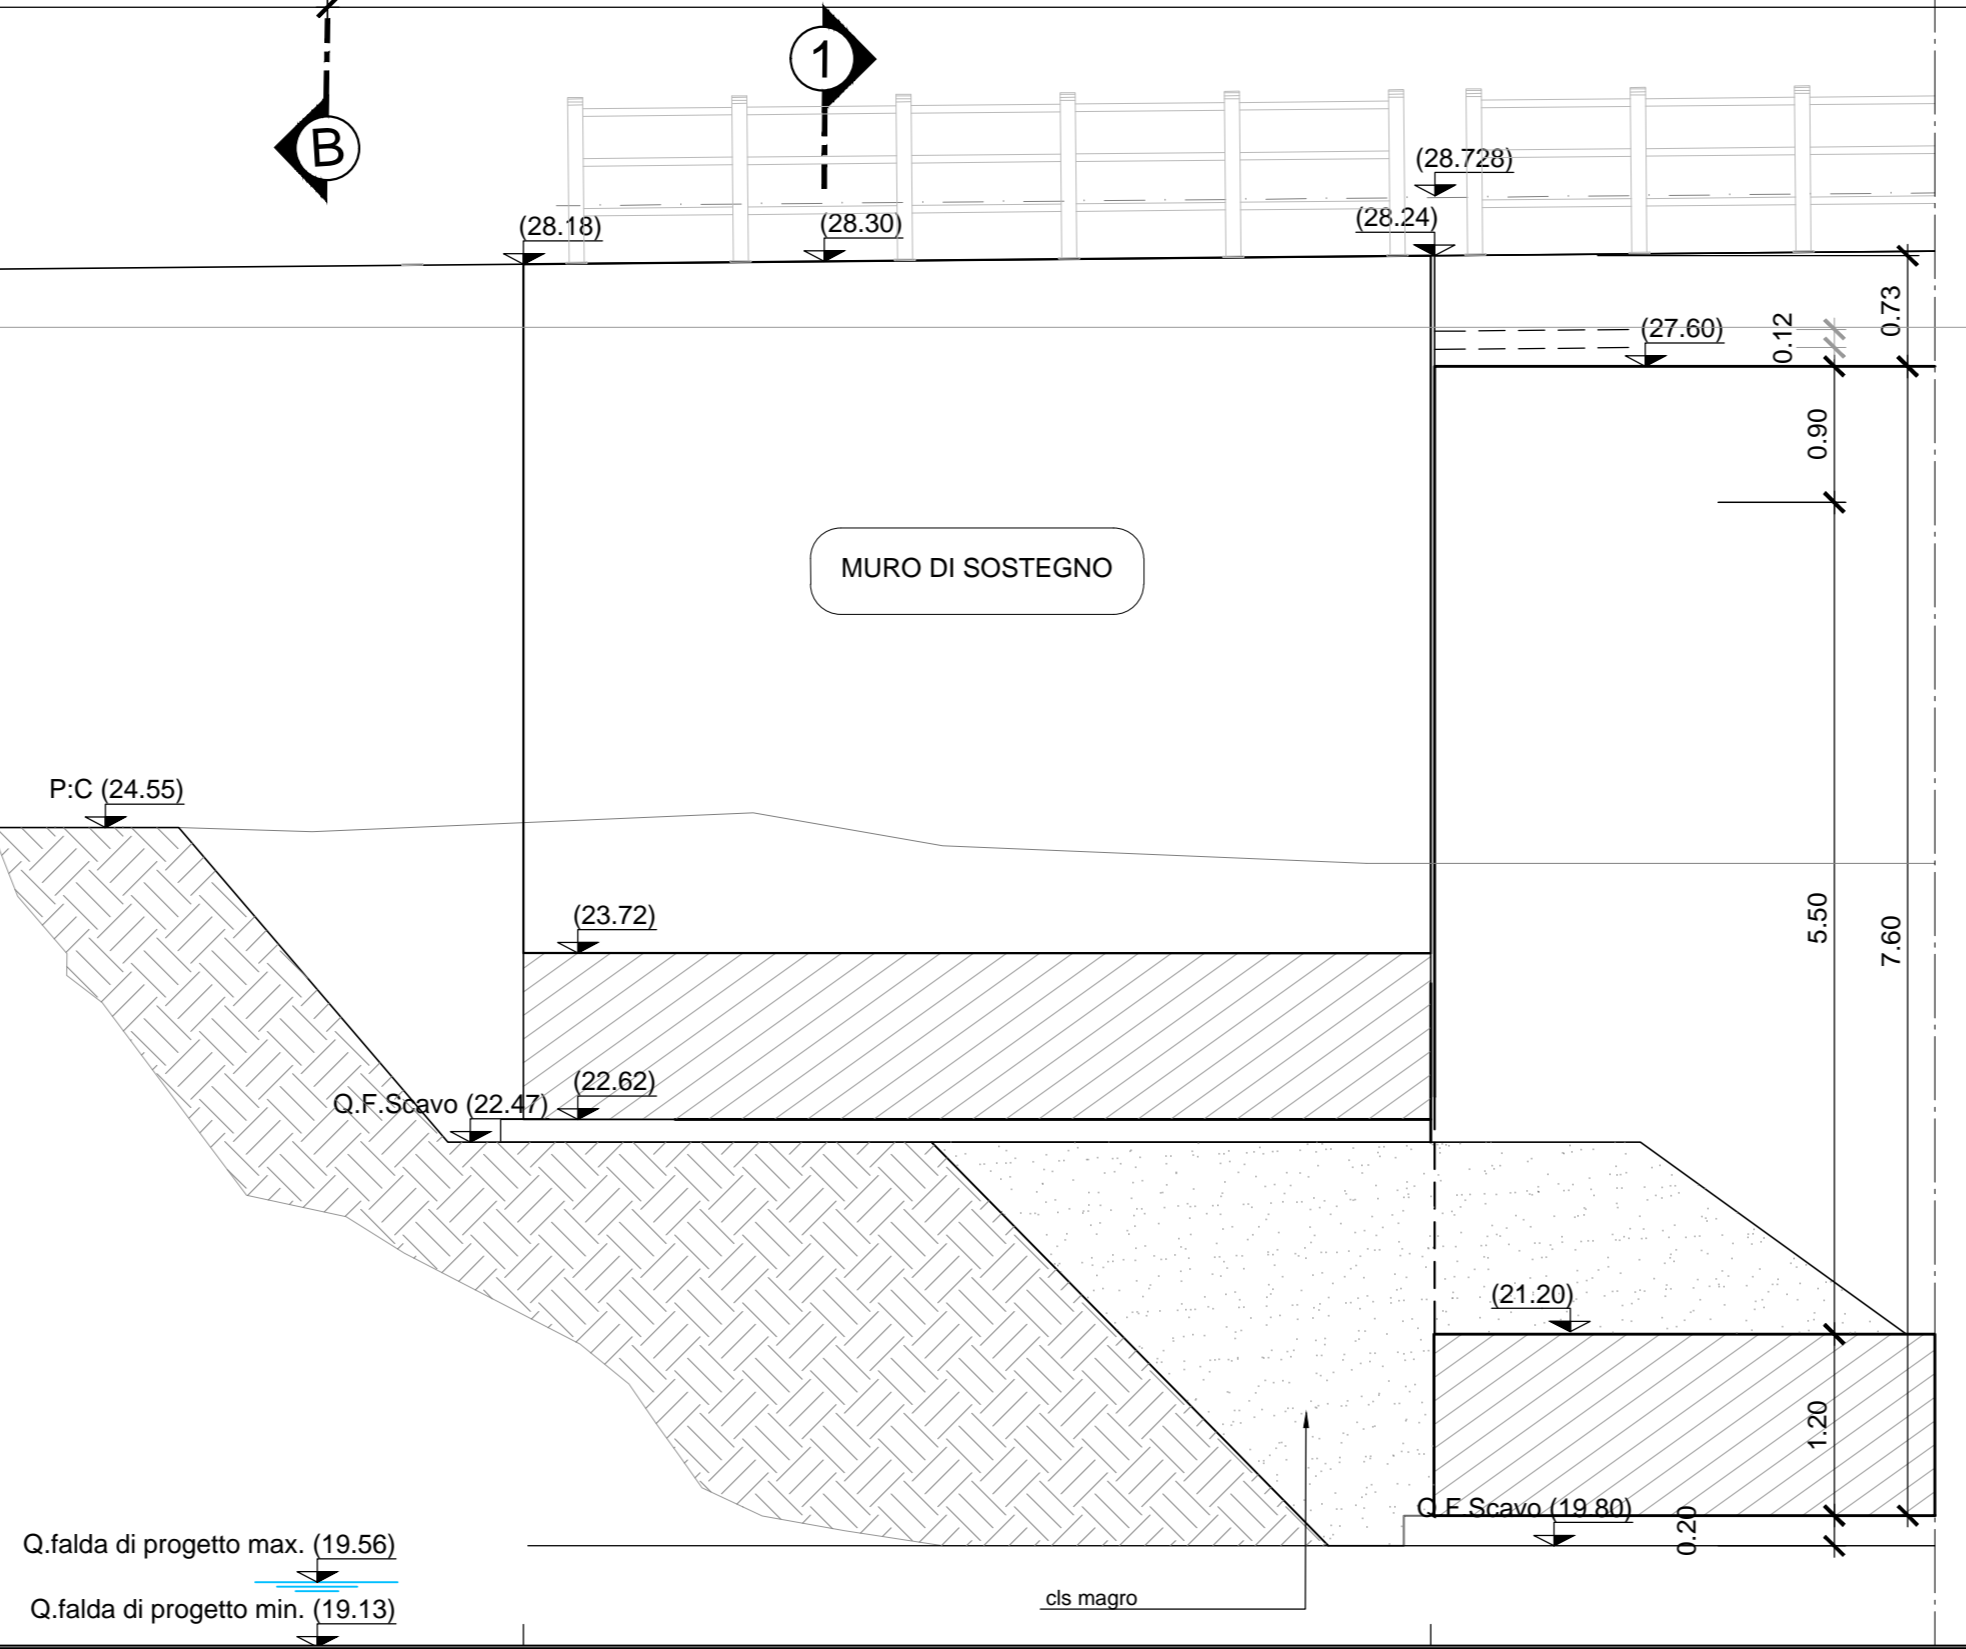 1
B
(28.728)
(28.18)
(28.30)
(28.24)
(27.60)
0.12
0.73
0.90
MURO DI SOSTEGNO
P:C (24.55)
(23.72)
5.50
7.60
(22.62)
Q.F.Scavo (22.47)
(21.20)
1.20
Q.F.Scavo (19.80)
0.20
Q.falda di progetto max. (19.56)
cls magro
Q.falda di progetto min. (19.13)